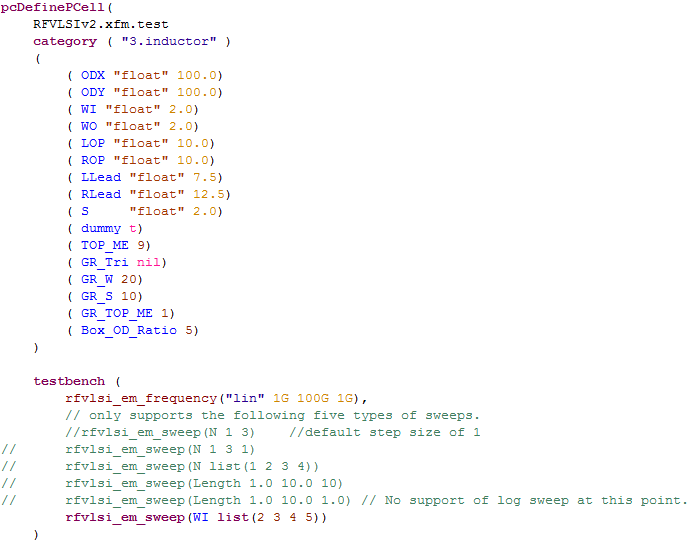 pcDefinePCell(
    RFVLSIv2.xfm.test
    category ( "3.inductor" )
    (
        ( ODX "float" 100.0)
        ( ODY "float" 100.0)
        ( WI "float" 2.0)
        ( WO "float" 2.0)
        ( LOP "float" 10.0)
        ( ROP "float" 10.0)
        ( LLead "float" 7.5)
        ( RLead "float" 12.5)
        ( S     "float" 2.0)
        ( dummy t)
        ( TOP_ME 9)
        ( GR_Tri nil)
        ( GR_W 20)
        ( GR_S 10)
        ( GR_TOP_ME 1)
        ( Box_OD_Ratio 5)
    )
    testbench (
        rfvlsi_em_frequency("lin" 1G 100G 1G),
        // only supports the following five types of sweeps.
        //rfvlsi_em_sweep(N 1 3)    //default step size of 1
//      rfvlsi_em_sweep(N 1 3 1)
//      rfvlsi_em_sweep(N list(1 2 3 4))
//      rfvlsi_em_sweep(Length 1.0 10.0 10)
//      rfvlsi_em_sweep(Length 1.0 10.0 1.0) // No support of log sweep at this point.
        rfvlsi_em_sweep(WI list(2 3 4 5))
    )